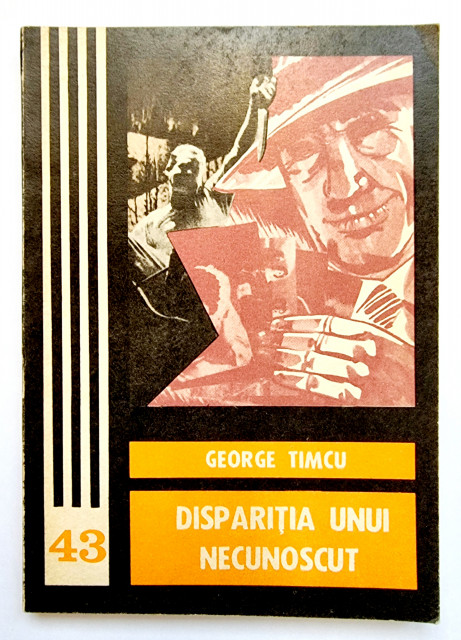 GEORGE TIMCU
DISPARIȚIA UNUI
NECUNOSCUT
43